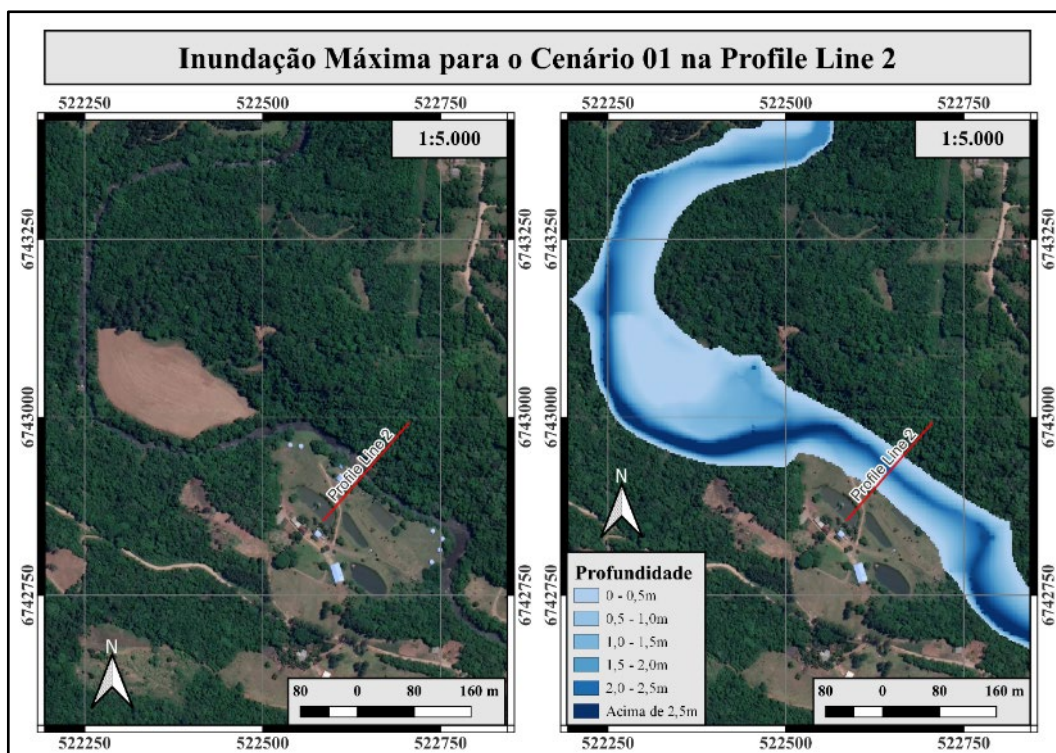 Inundação Máxima para o Cenário 01 na Profile Line 2
522250 522500 522750
522250 522500 522750
1:5.000
1:5.000
6743250
6743250
6743250
6743000
6743000
6743000
6742750
6742750
6742750
Profile Line 2
Profile Line 2
N
N
Profundidade
0 - 0,5m
0,5 - 1,0m
1,0 - 1,5m
1,5 - 2,0m
2,0 - 2,5m
Acima de 2,5m
80 0 80 160 m
80 0 80 160 m
522250 522500 522750
522250 522500 522750